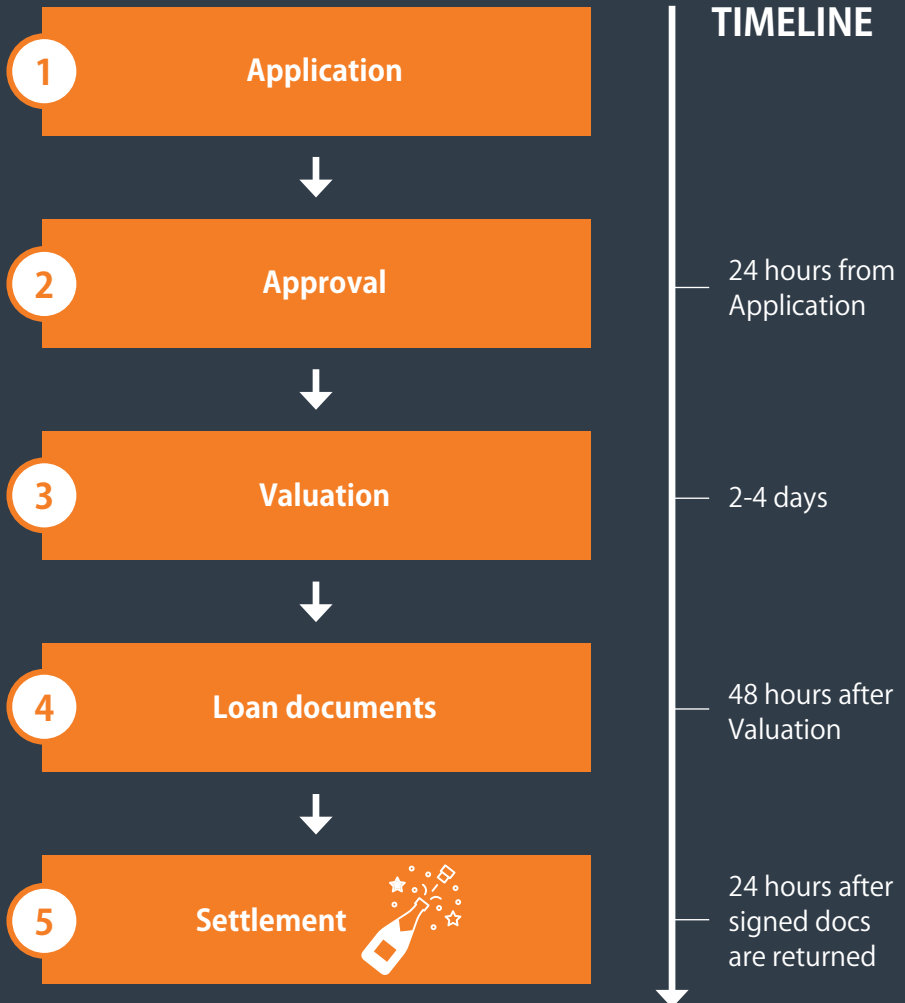 TIMELINE
1
Application
2
Approval
24 hours from
Application
3
Valuation
2-4 days
4
Loan documents
48 hours after
Valuation
5
Settlement
24 hours after
signed docs
are returned